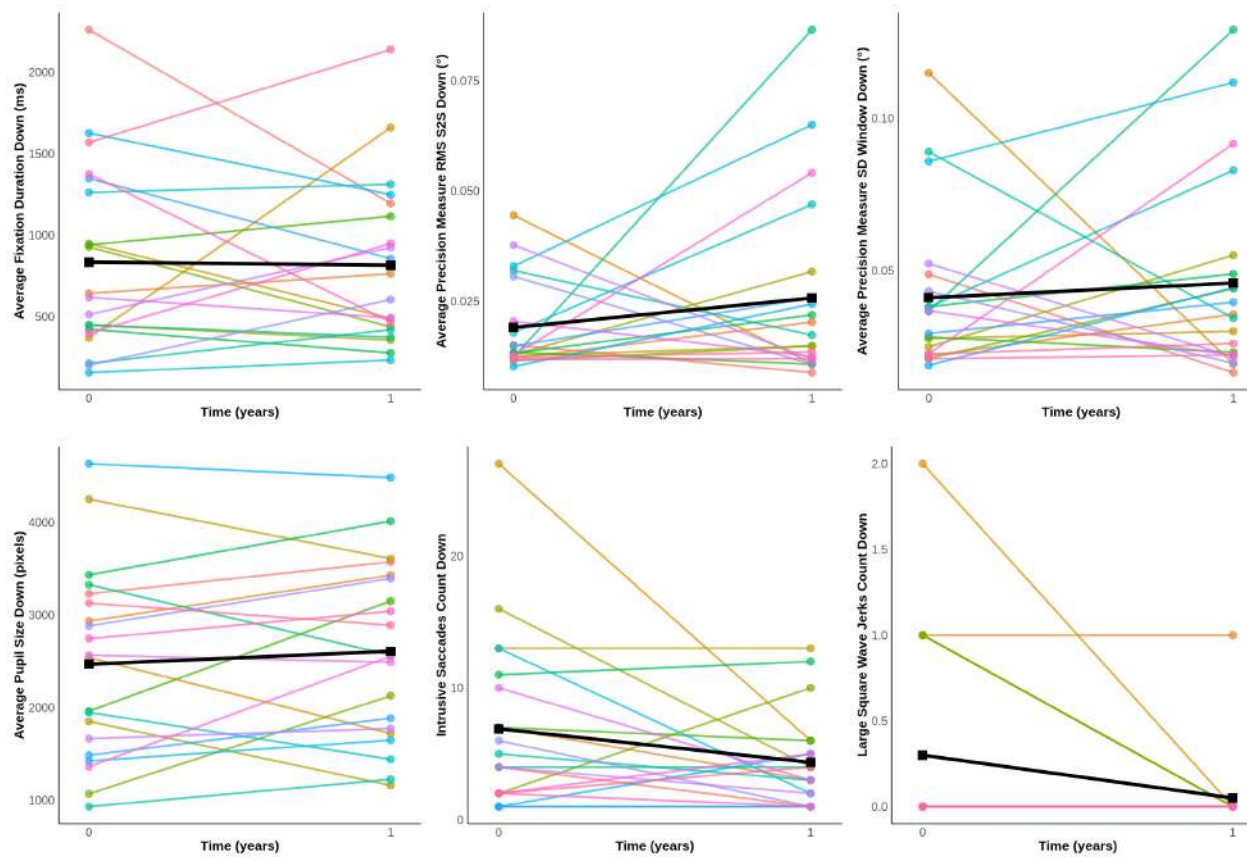 Average Fixation Duration Down (ms)
2000
1500
1000
500
0
1
Time (years)
Average Precision Measure RMS S2S Down (°)
0.075
0.050
0.025
0
1
Time (years)
Average Precision Measure SD Window Down (°)
0.10
0.05
0
1
Time (years)
Average Pupil Size Down (pixels)
4000
3000
2000
1000
0
1
Time (years)
Intrusive Saccades Count Down
20
10
0
0
1
Time (years)
Large Square Wave Jerks Count Down
2.0
1.5
1.0
0.5
0.0
0
1
Time (years)